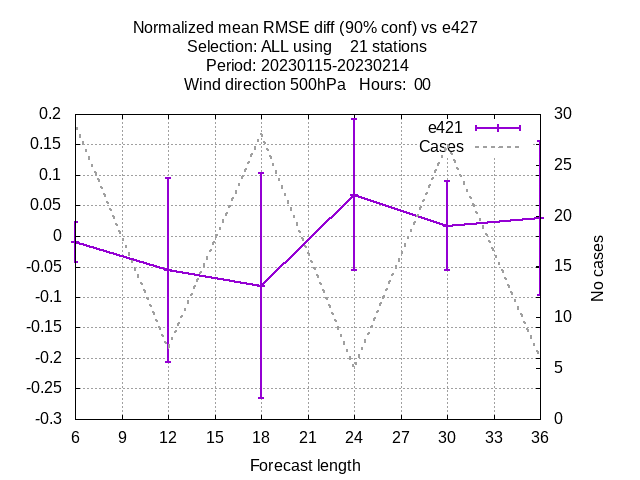 Normalized mean RMSE diff (90% conf) vs e427
Selection: ALL using    21 stations
Period: 20230115-20230214
Wind direction 500hPa   Hours:  00
0.2
0.15
0.1
0.05
0
-0.05
-0.1
-0.15
-0.2
-0.25
-0.3
30
25
20
15
10
5
0
e421
Cases
No cases
6 9 12 15 18 21 24 27 30 33 36
Forecast length